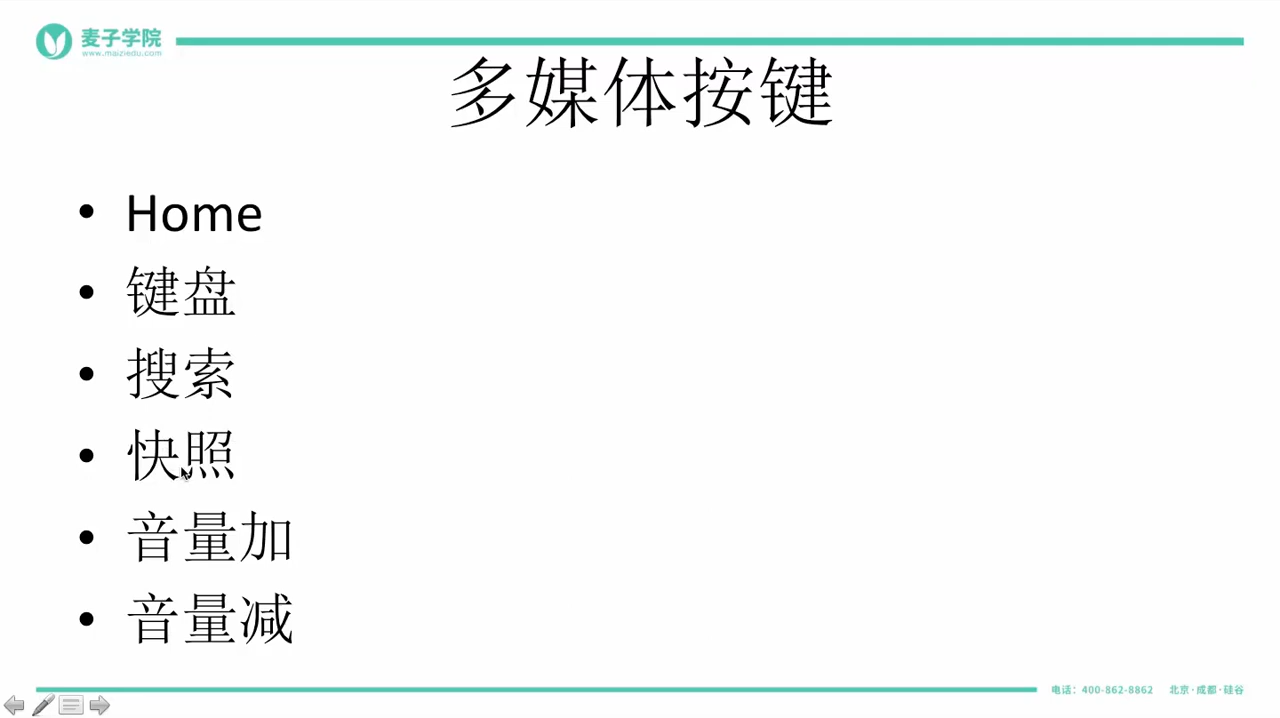 麦子学院
www.maiziedu.com
多媒体按键
• Home
• 键盘
• 搜索
• 快照
• 音量加
• 音量减
电话：400-862-8862 北京·成都·硅谷